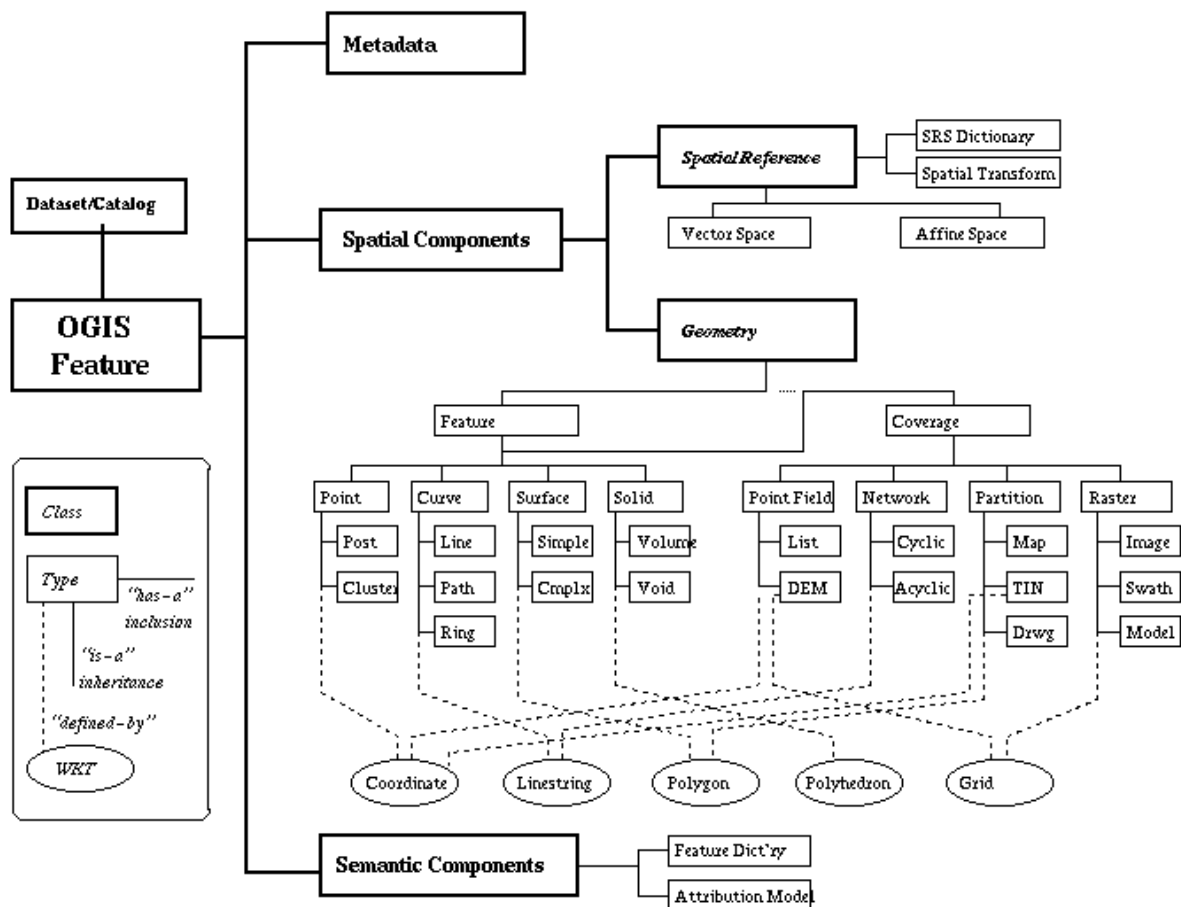 Metadata
SRS Dictionary
Spatial Reference
Spatial Transform
Dataset/Catalog
Spatial Components
Vector Space
Affine Space
OGIS
Feature
Geometry
Feature
Coverage
Point
Curve
Surface
Solid
Point Field
Network
Partition
Raster
Post
Line
Simple
Volume
List
Cyclic
Map
Image
Cluster
Path
Cmplx
Void
DEM
Acyclic
TIN
Swath
Ring
Drwg
Model
Class
Type
"has-a"
inclusion
"is-a"
inheritance
"defined-by"
WKT
Coordinate
Linestring
Polygon
Polyhedron
Grid
Semantic Components
Feature Dict'ry
Attribution Model